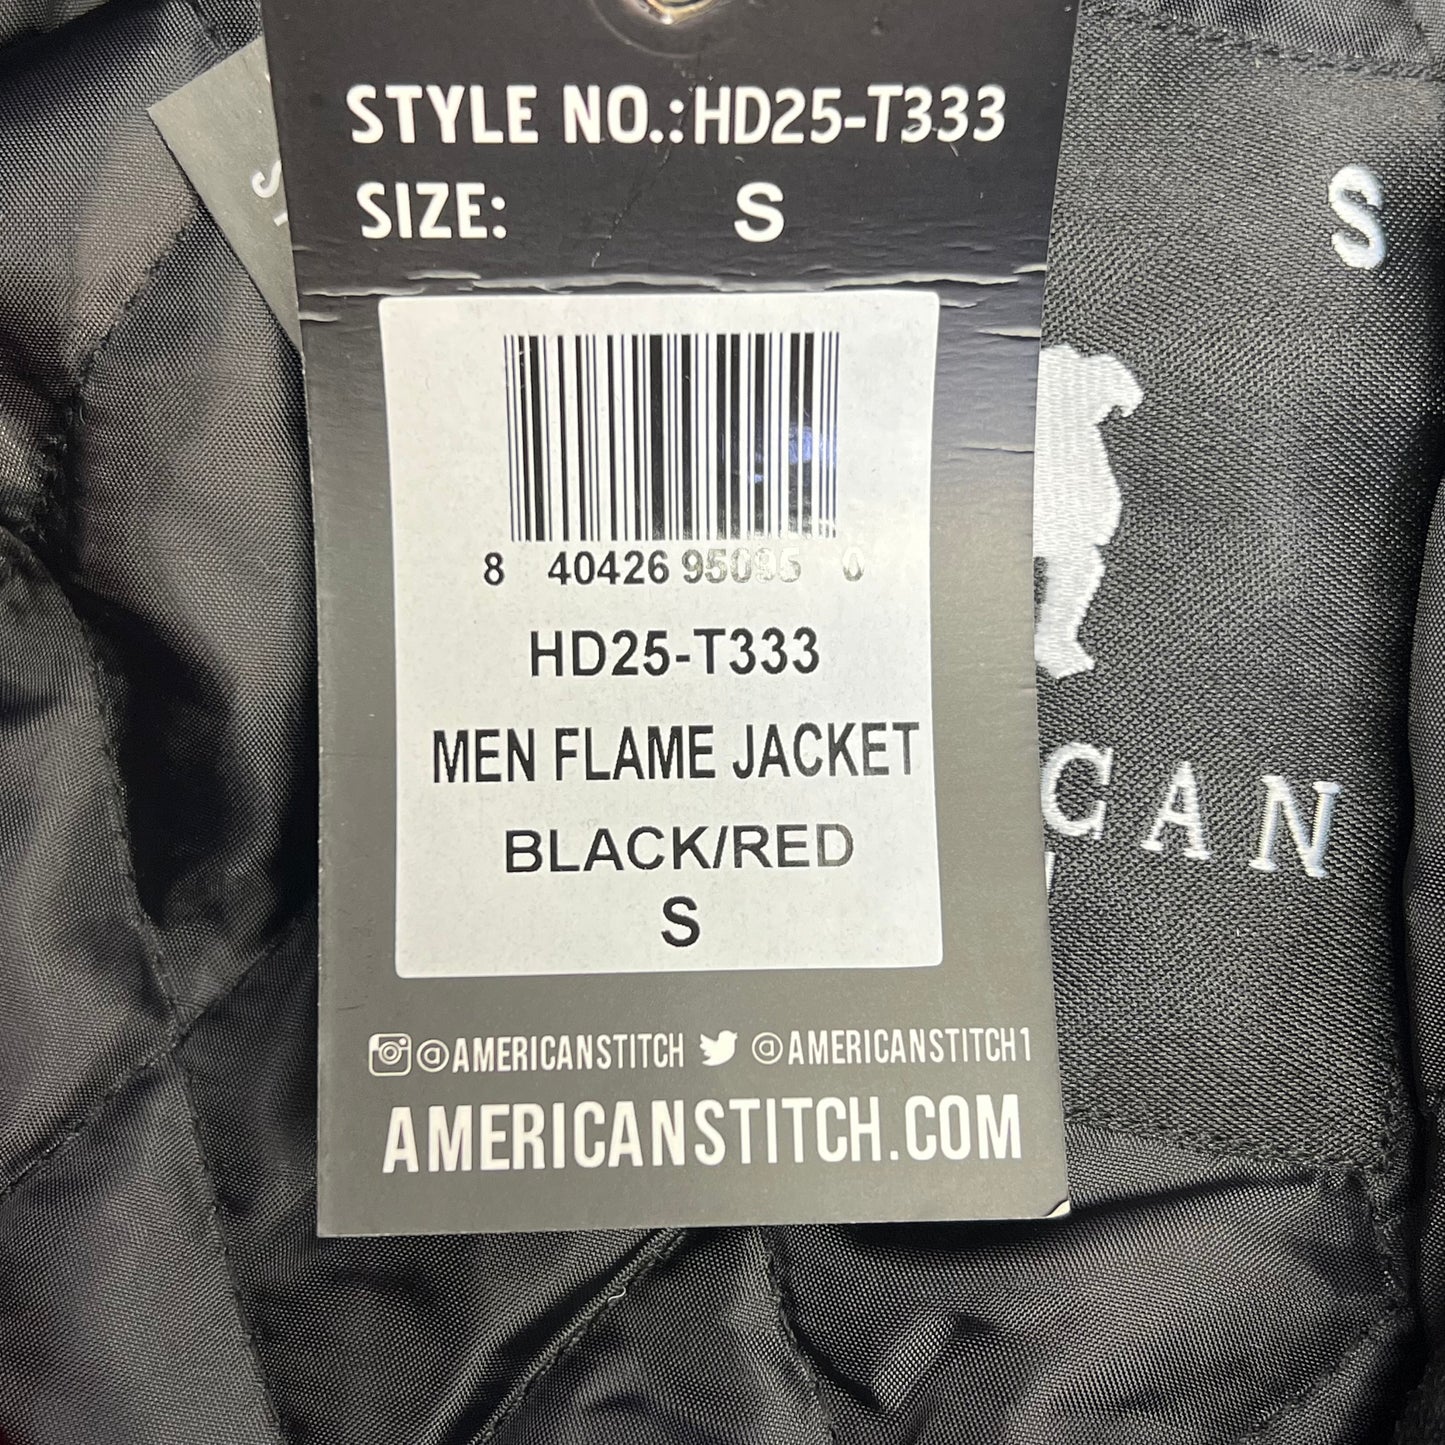 STYLE NO.: HD25-T333
SIZE: S
S
8 40426 95085 0
HD25-T333
MEN FLAME JACKET
BLACK/RED
S
CAN
@AMERICANSTITCH @AMERICANSTITCH1
AMERICANSTITCH.COM